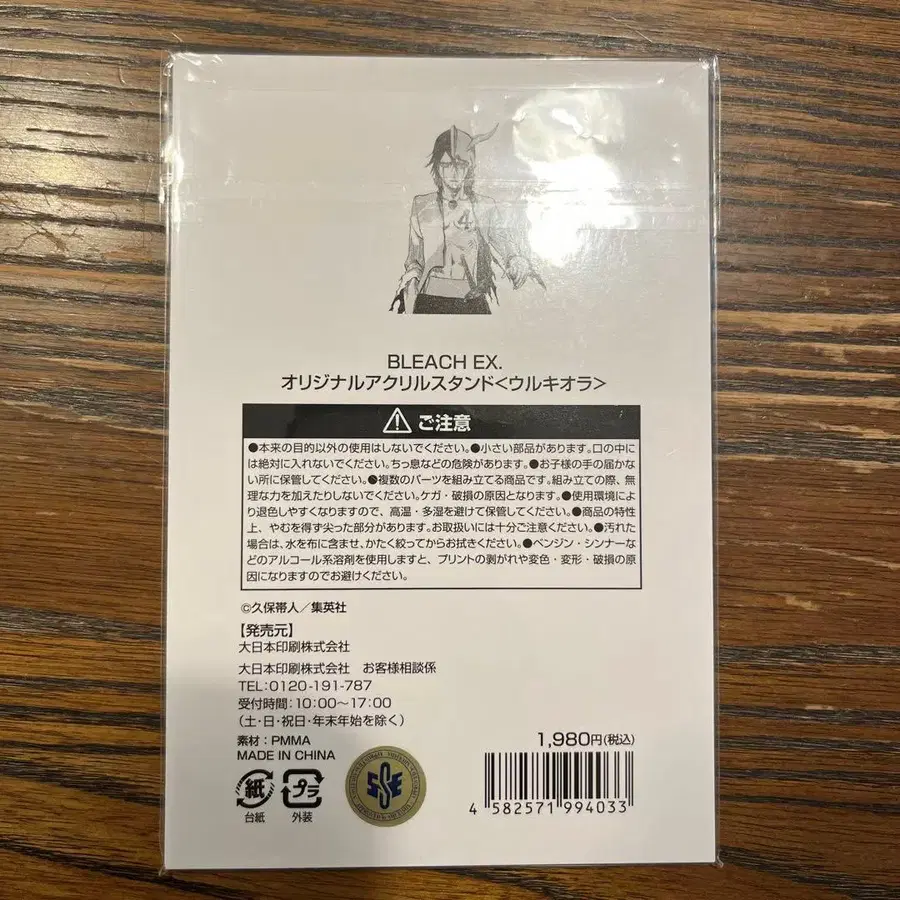 4
BLEACH EX.
オリジナルアクリルスタンド<ウルキオラ>
ご注意
●本来の目的以外の使用はしないでください。●小さい部品があります。口の中に
は絶対に入れないでください。ちっ息などの危険があります。●お子様の手の届かな
い所に保管してください。●複数のパーツを組み立てる商品です。組み立ての際、無
理な力を加えたりしないでください。ケガ・破損の原因となります。●使用環境によ
り退色しやすくなりますので、高温・多湿を避けて保管してください。●商品の特性
上、やむを得ず尖った部分があります。お取扱いには十分ご注意ください。●汚れた
場合は、水を布に含ませ、かたく絞ってからお拭きください。●ベンジン・シンナーな
どのアルコール系溶剤を使用しますと、プリントの剥がれや変色・変形・破損の原
因になりますのでお避けください。
©久保帯人／集英社
【発売元】
大日本印刷株式会社
大日本印刷株式会社　お客様相談係
TEL:0120-191-787
受付時間:10:00〜17:00
(土・日・祝日・年末年始を除く)
素材：PMMA
MADE IN CHINA
1,980円(税込)
紙
台紙
プラ
外装
4 582571 994033